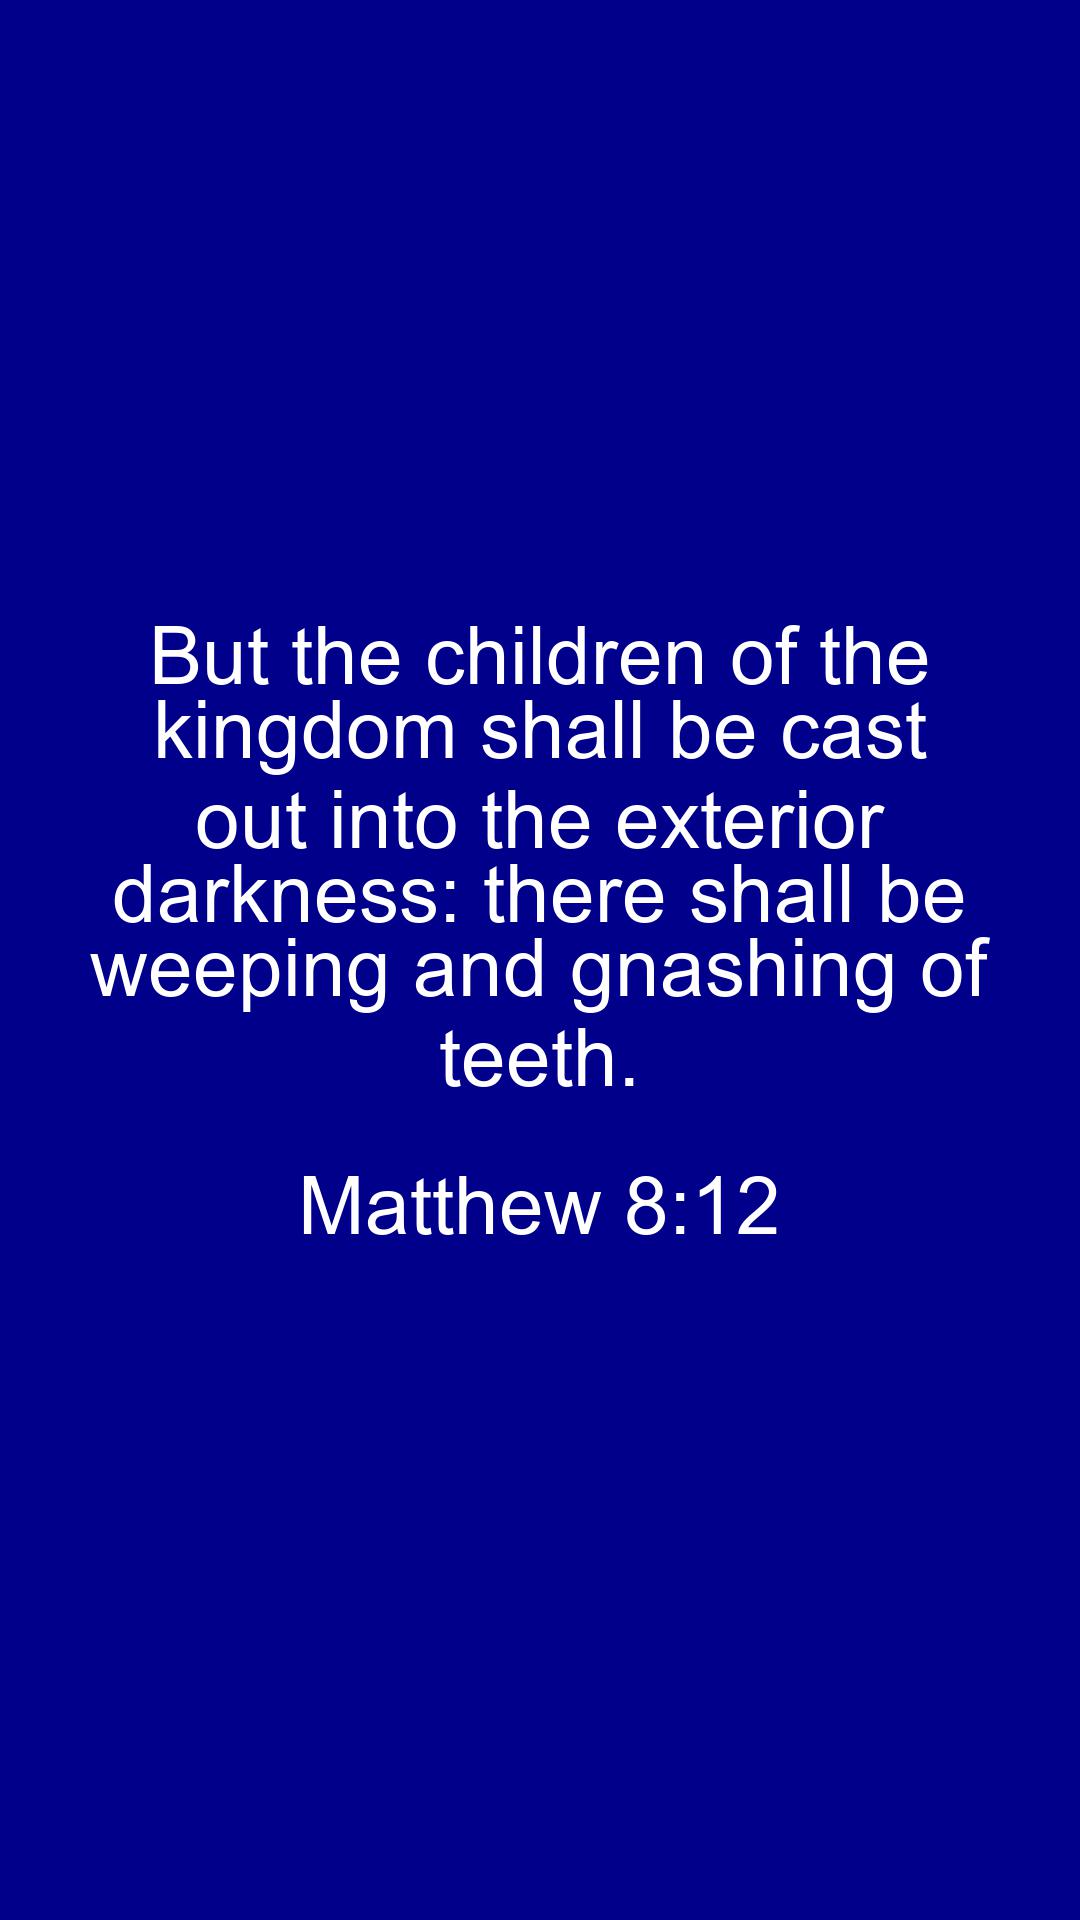 But the children of the
kingdom shall be cast
out into the exterior
darkness: there shall be
weeping and gnashing of
teeth.
Matthew 8:12